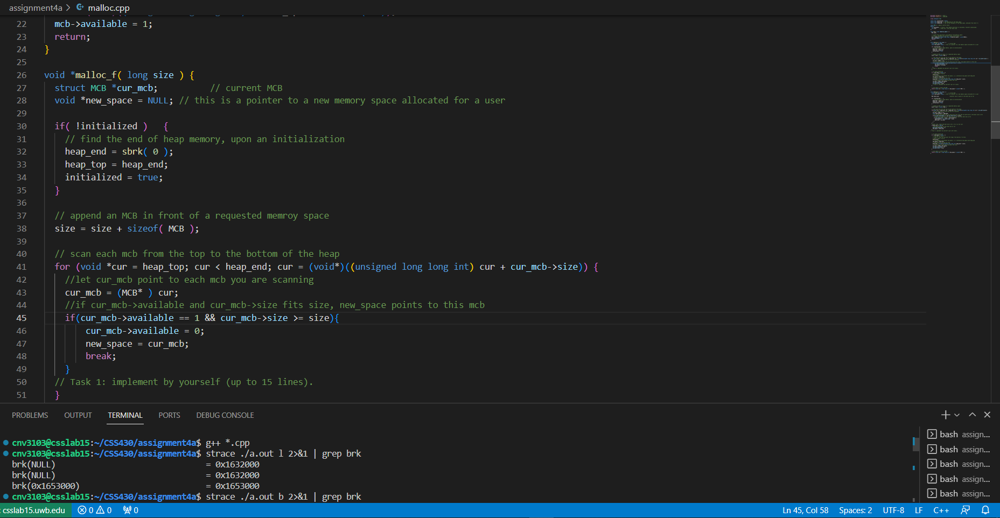 assignment4a > malloc.cpp
22 mcb->available = 1;
23 return;
24 }
25
26 void *malloc_f( long size ) {
27 struct MCB *cur_mcb; // current MCB
28 void *new_space = NULL; // this is a pointer to a new memory space allocated for a user
29
30 if( !initialized ) {
31 // find the end of heap memory, upon an initialization
32 heap_end = sbrk( 0 );
33 heap_top = heap_end;
34 initialized = true;
35 }
36
37 // append an MCB in front of a requested memroy space
38 size = size + sizeof( MCB );
39
40 // scan each mcb from the top to the bottom of the heap
41 for (void *cur = heap_top; cur < heap_end; cur = (void*)((unsigned long long int) cur + cur_mcb->size)) {
42 //let cur_mcb point to each mcb you are scanning
43 cur_mcb = (MCB* ) cur;
44 //if cur_mcb->available and cur_mcb->size fits size, new_space points to this mcb
45 if(cur_mcb->available == 1 && cur_mcb->size >= size){
46 cur_mcb->available = 0;
47 new_space = cur_mcb;
48 break;
49 }
50 // Task 1: implement by yourself (up to 15 lines).
51 }
PROBLEMS OUTPUT TERMINAL PORTS DEBUG CONSOLE
cnv3103@csslab15:~/CSS430/assignment4a$ g++ *.cpp
cnv3103@csslab15:~/CSS430/assignment4a$ strace ./a.out l 2>&1 | grep brk
brk(NULL) = 0x1632000
brk(NULL) = 0x1632000
brk(0x1653000) = 0x1653000
cnv3103@csslab15:~/CSS430/assignment4a$ strace ./a.out b 2>&1 | grep brk
bash assign...
bash assign...
bash assign...
bash assign...
bash assign...
: csslab15.uwb.edu 0 0 0 Ln 45, Col 58 Spaces: 2 UTF-8 LF C++